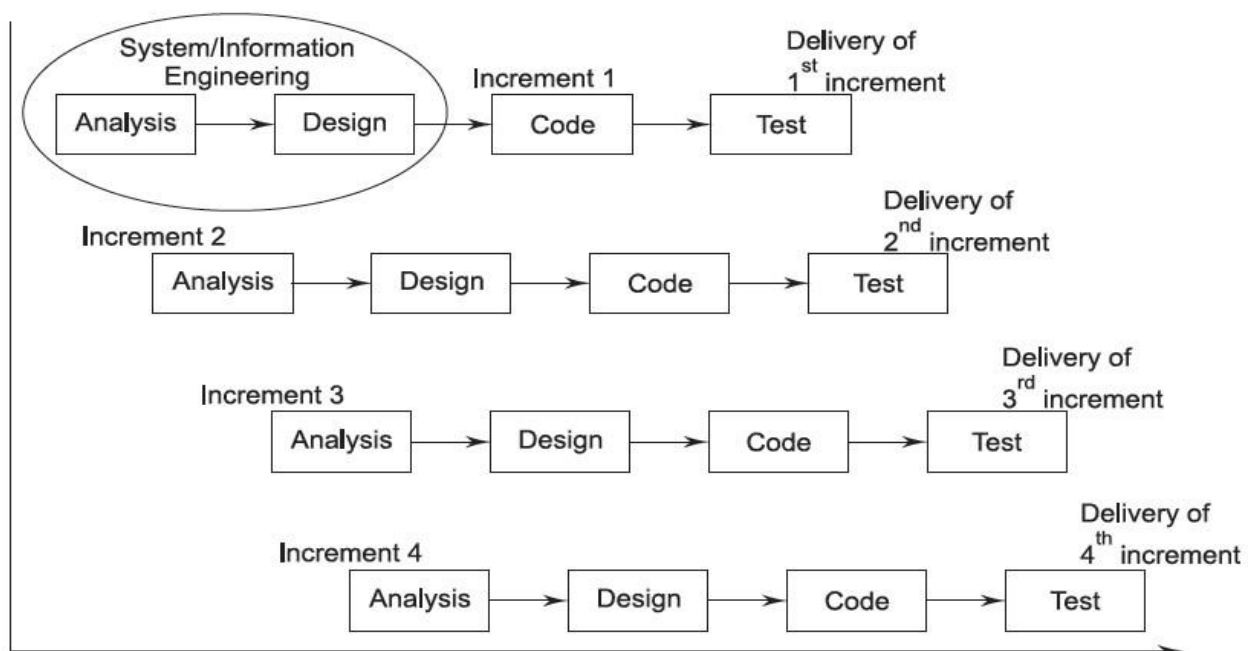 System/Information
Engineering
Analysis
Design
Increment 1
Code
Delivery of
1st increment
Test
Increment 2
Analysis
Design
Code
Delivery of
2nd increment
Test
Increment 3
Analysis
Design
Code
Delivery of
3rd increment
Test
Increment 4
Analysis
Design
Code
Delivery of
4th increment
Test